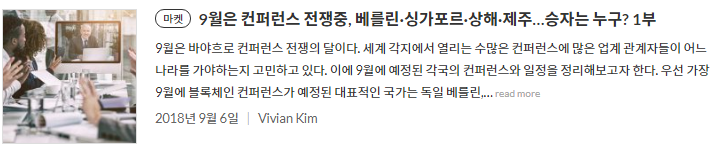 마켓 9월은 컨퍼런스 전쟁중, 베를린·싱가포르·상해·제주...승자는 누구? 1부
9월은 바야흐로 컨퍼런스 전쟁의 달이다. 세계 각지에서 열리는 수많은 컨퍼런스에 많은 업계 관계자들이 어느
나라를 가야하는지 고민하고 있다. 이에 9월에 예정된 각국의 컨퍼런스와 일정을 정리해보고자 한다. 우선 가장
9월에 블록체인 컨퍼런스가 예정된 대표적인 국가는 독일 베를린,... read more
2018년 9월 6일 | Vivian Kim